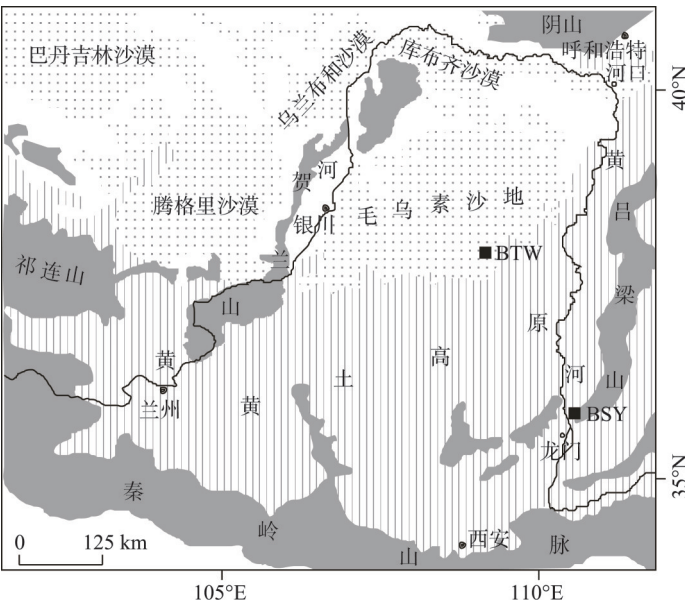 阴山
呼和浩特
巴丹吉林沙漠
乌兰布和沙漠
库布齐沙漠
河口
40°N
黄
河
贺
吕
腾格里沙漠
毛乌素沙地
银川
兰
BTW
祁连山
梁
山
原
黄
高
河
土
山
黄
兰州
BSY
龙门
35°N
秦
岭
西安
山
脉
0 125 km
105°E 110°E